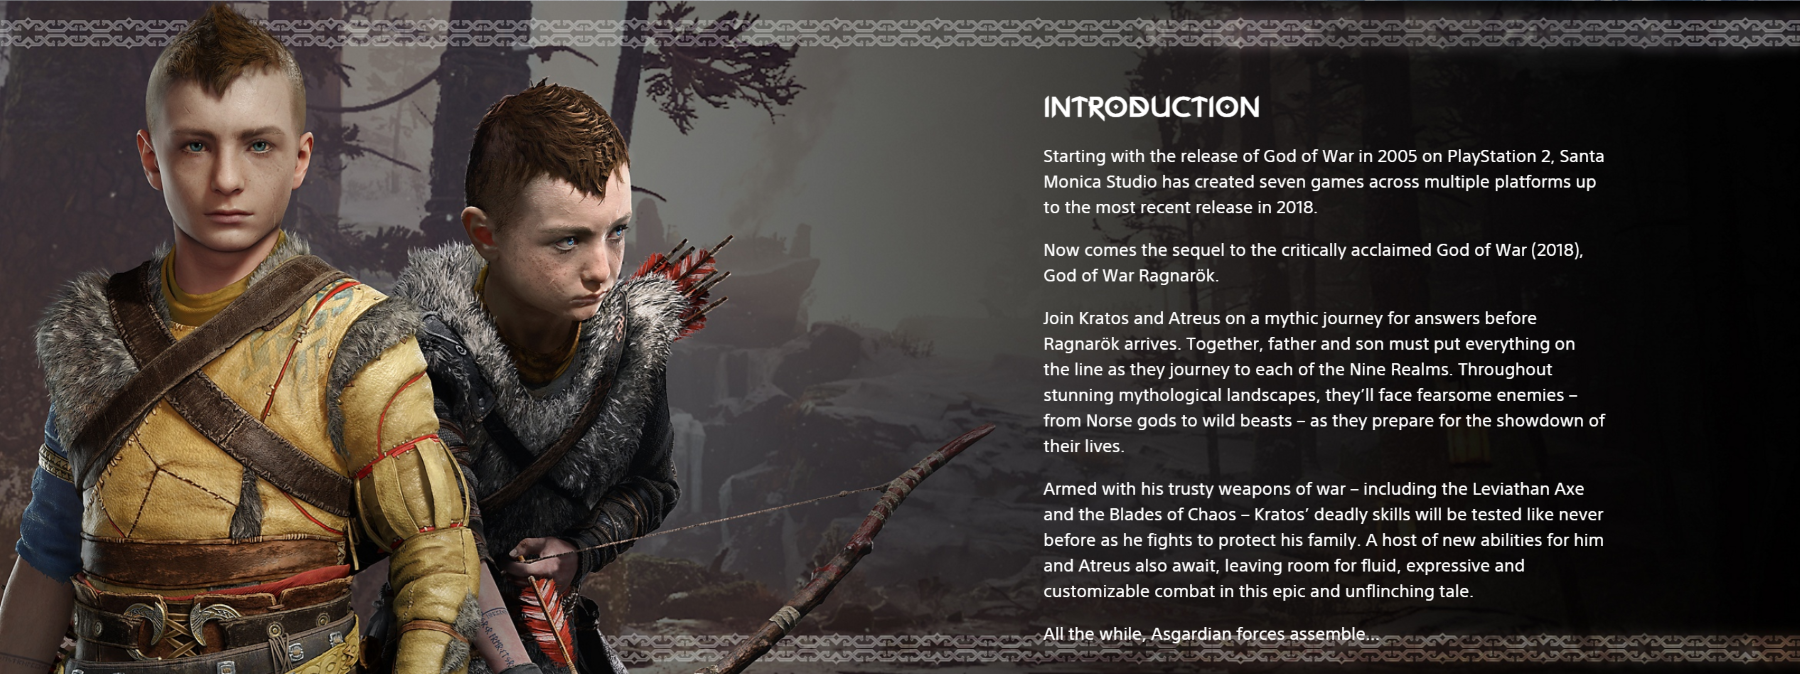 INTRODUCTION
Starting with the release of God of War in 2005 on PlayStation 2, Santa
Monica Studio has created seven games across multiple platforms up
to the most recent release in 2018.
Now comes the sequel to the critically acclaimed God of War (2018),
God of War Ragnarök.
Join Kratos and Atreus on a mythic journey for answers before
Ragnarök arrives. Together, father and son must put everything on
the line as they journey to each of the Nine Realms. Throughout
stunning mythological landscapes, they’ll face fearsome enemies –
from Norse gods to wild beasts – as they prepare for the showdown of
their lives.
Armed with his trusty weapons of war – including the Leviathan Axe
and the Blades of Chaos – Kratos’ deadly skills will be tested like never
before as he fights to protect his family. A host of new abilities for him
and Atreus also await, leaving room for fluid, expressive and
customizable combat in this epic and unflinching tale.
All the while, Asgardian forces assemble...